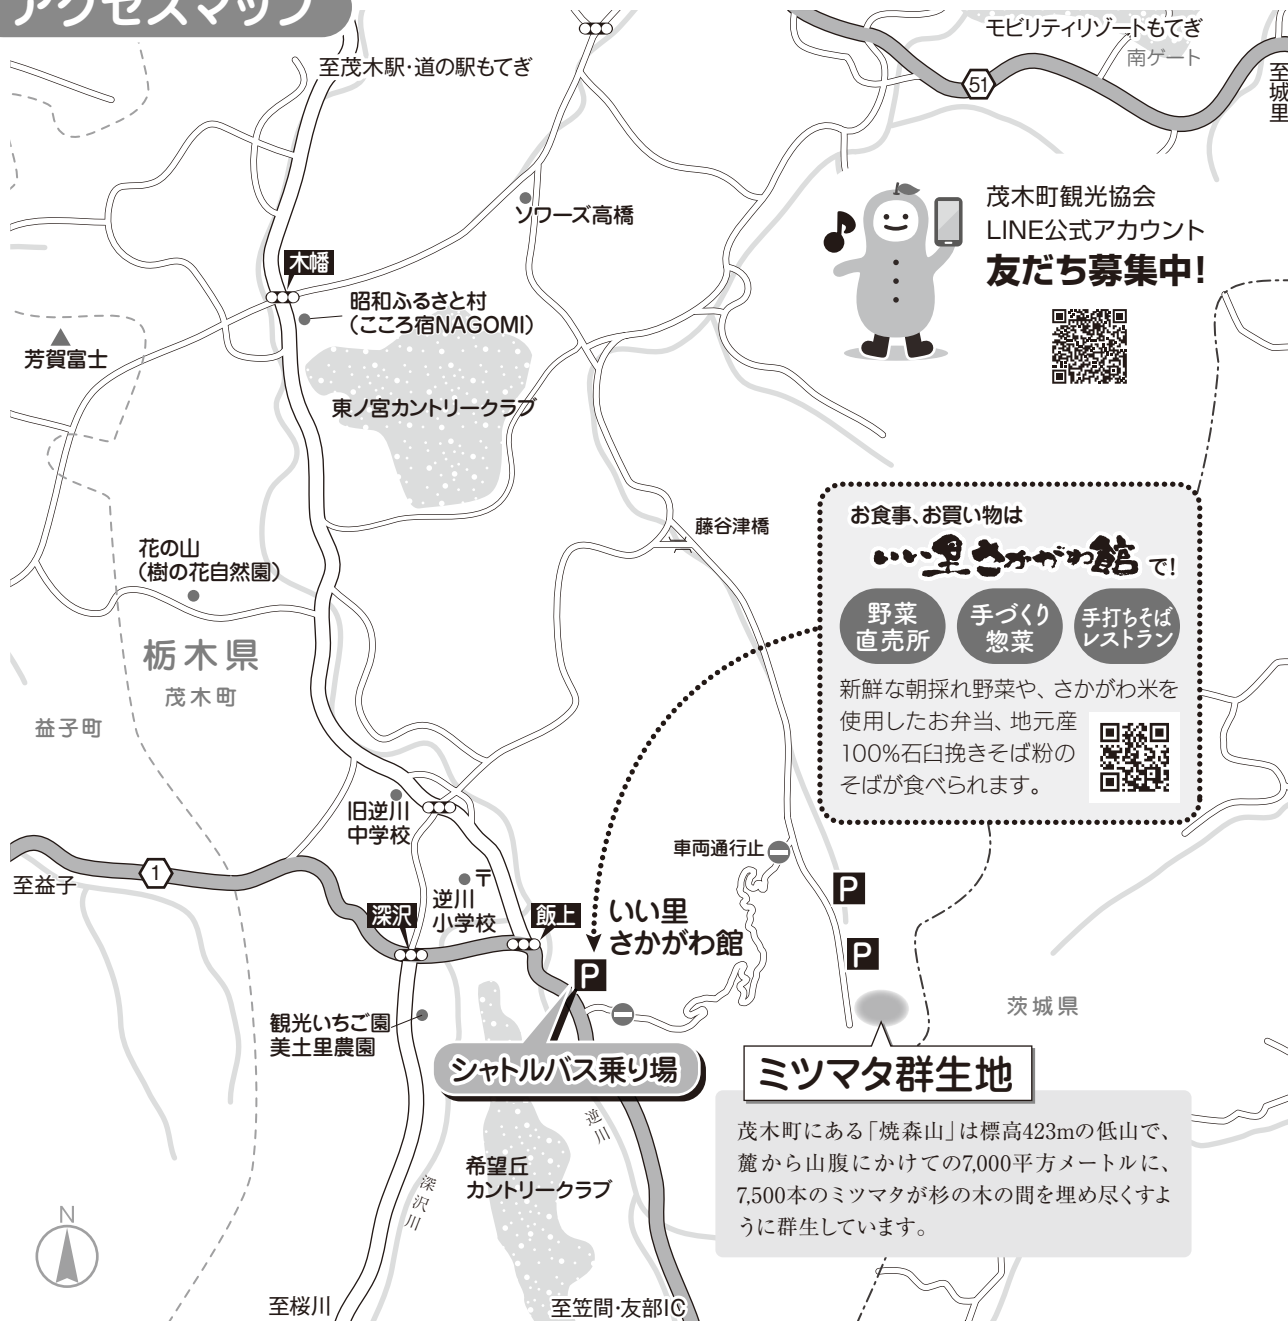 アクセスマップ
至茂木駅・道の駅もてぎ
モビリティリゾートもてぎ
南ゲート
51
至城里
ソワーズ高橋
茂木町観光協会
LINE公式アカウント
友だち募集中!
木幡
昭和ふるさと村
（こころ宿NAGOMI）
芳賀富士
東ノ宮カントリークラブ
藤谷津橋
花の山
（樹の花自然園）
栃木県
茂木町
益子町
お食事、お買い物は
いい里さかがわ館で!
野菜
直売所
手づくり
惣菜
手打ちそば
レストラン
新鮮な朝採れ野菜や、さかがわ米を
使用したお弁当、地元産
100%石臼挽きそば粉の
そばが食べられます。
旧逆川
中学校
車両通行止
1
至益子
〒
逆川
小学校
深沢
飯上
いい里
さかがわ館
P
P
P
観光いちご園
美土里農園
シャトルバス乗り場
茨城県
ミツマタ群生地
茂木町にある「焼森山」は標高423mの低山で、
麓から山腹にかけての7,000平方メートルに、
7,500本のミツマタが杉の木の間を埋め尽くすよ
うに群生しています。
逆川
希望丘
カントリークラブ
深沢川
N
至桜川
至笠間・友部IC